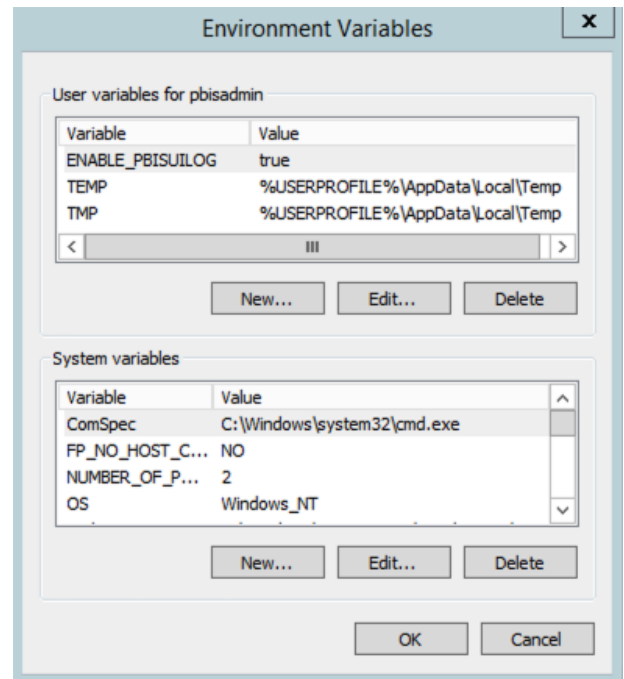 Environment Variables
x
User variables for pbisadmin
Variable Value
ENABLE_PBISUILOG true
TEMP %USERPROFILE%\AppData\Local\Temp
TMP %USERPROFILE%\AppData\Local\Temp
New... Edit... Delete
System variables
Variable Value
ComSpec C:\Windows\system32\cmd.exe
FP_NO_HOST_C... NO
NUMBER_OF_P... 2
OS Windows_NT
New... Edit... Delete
OK Cancel